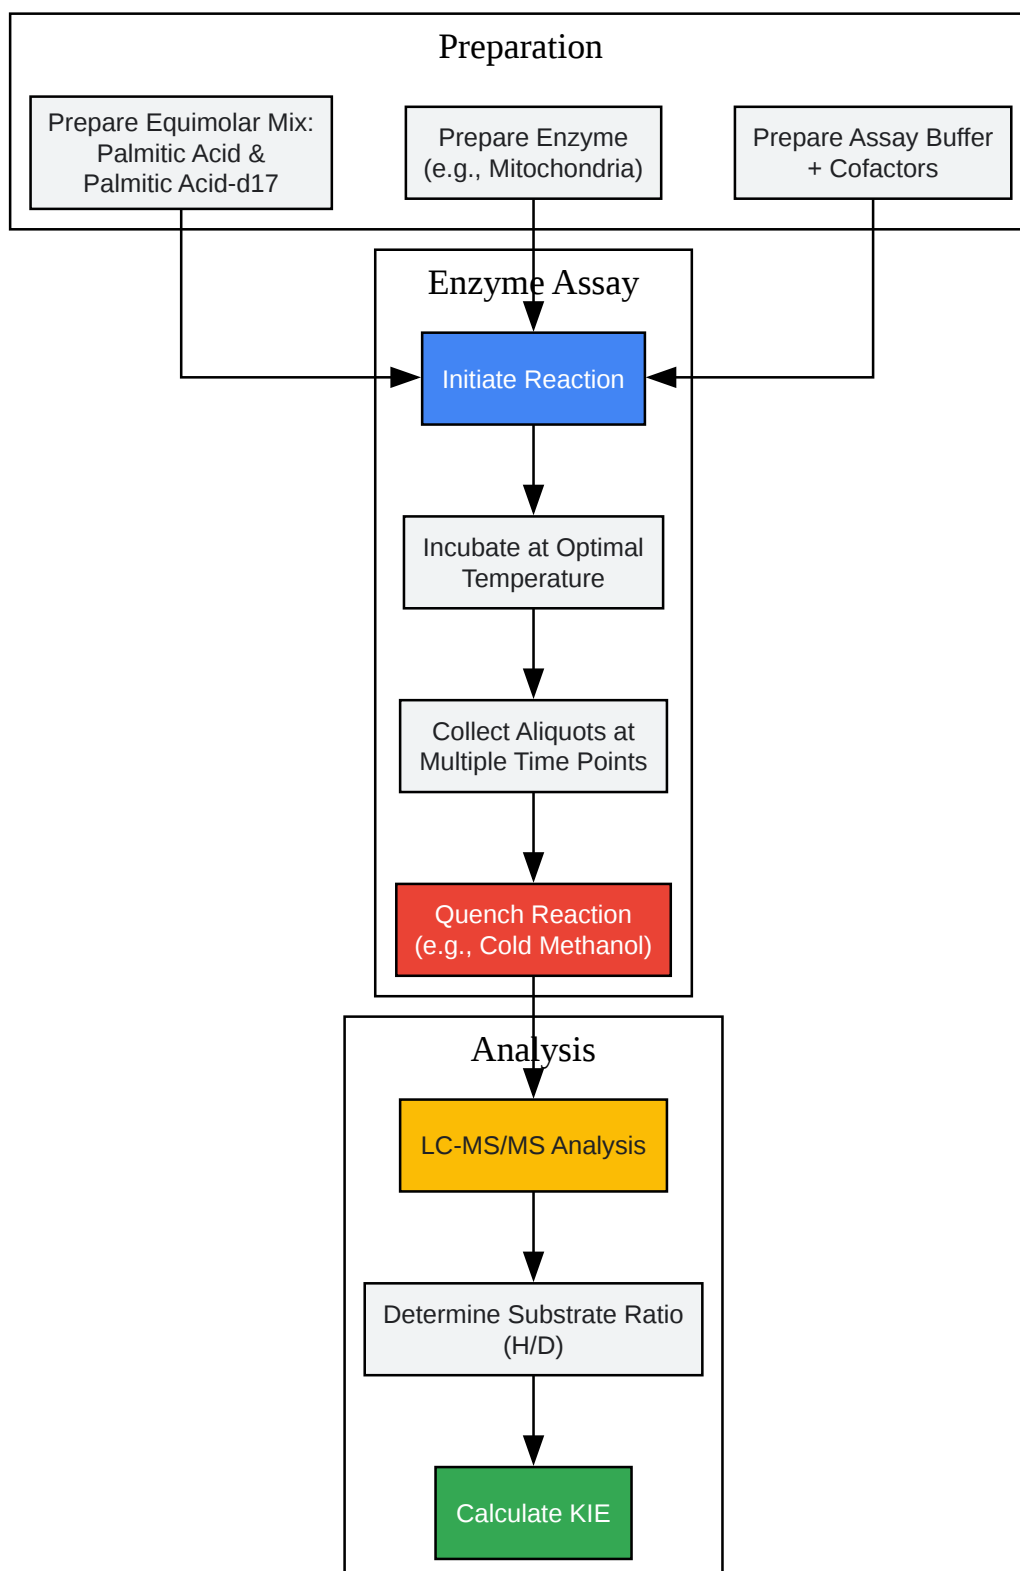 Preparation
Prepare Equimolar Mix:
Palmitic Acid &
Palmitic Acid-d17
Prepare Enzyme
(e.g., Mitochondria)
Prepare Assay Buffer
+ Cofactors
Enzyme Assay
Initiate Reaction
Incubate at Optimal
Temperature
Collect Aliquots at
Multiple Time Points
Quench Reaction
(e.g., Cold Methanol)
Analysis
LC-MS/MS Analysis
Determine Substrate Ratio
(H/D)
Calculate KIE